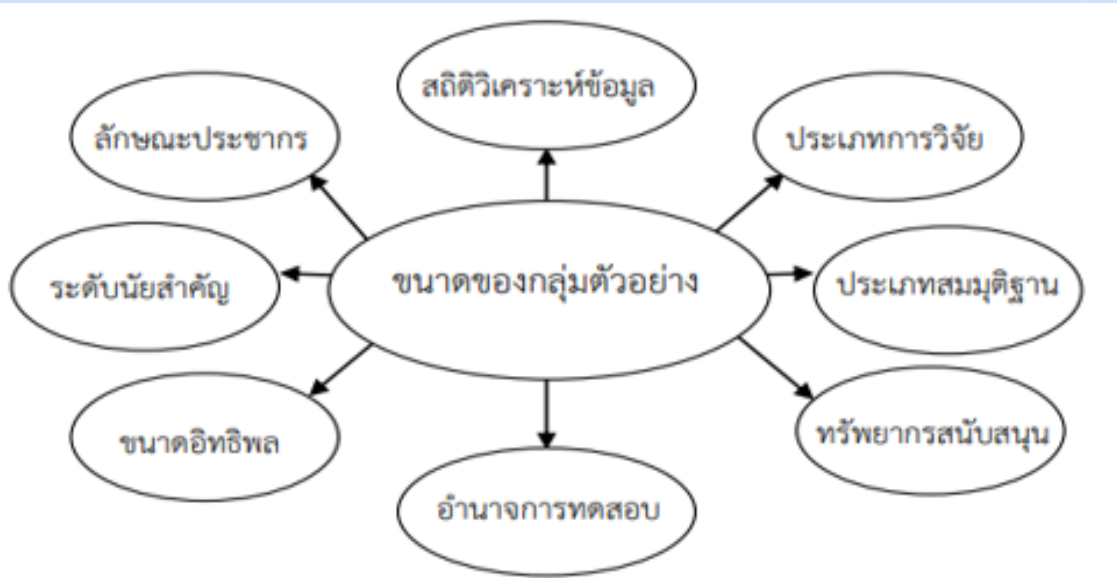 สถิติวิเคราะห์ข้อมูล
ลักษณะประชากร
ประเภทการวิจัย
ระดับนัยสำคัญ
ขนาดของกลุ่มตัวอย่าง
ประเภทสมมุติฐาน
ขนาดอิทธิพล
ทรัพยากรสนับสนุน
อำนาจการทดสอบ